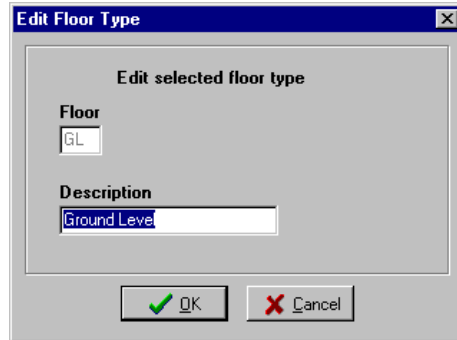 Edit Floor Type
Edit selected floor type
Floor
GL
Description
Ground Level
OK
Cancel